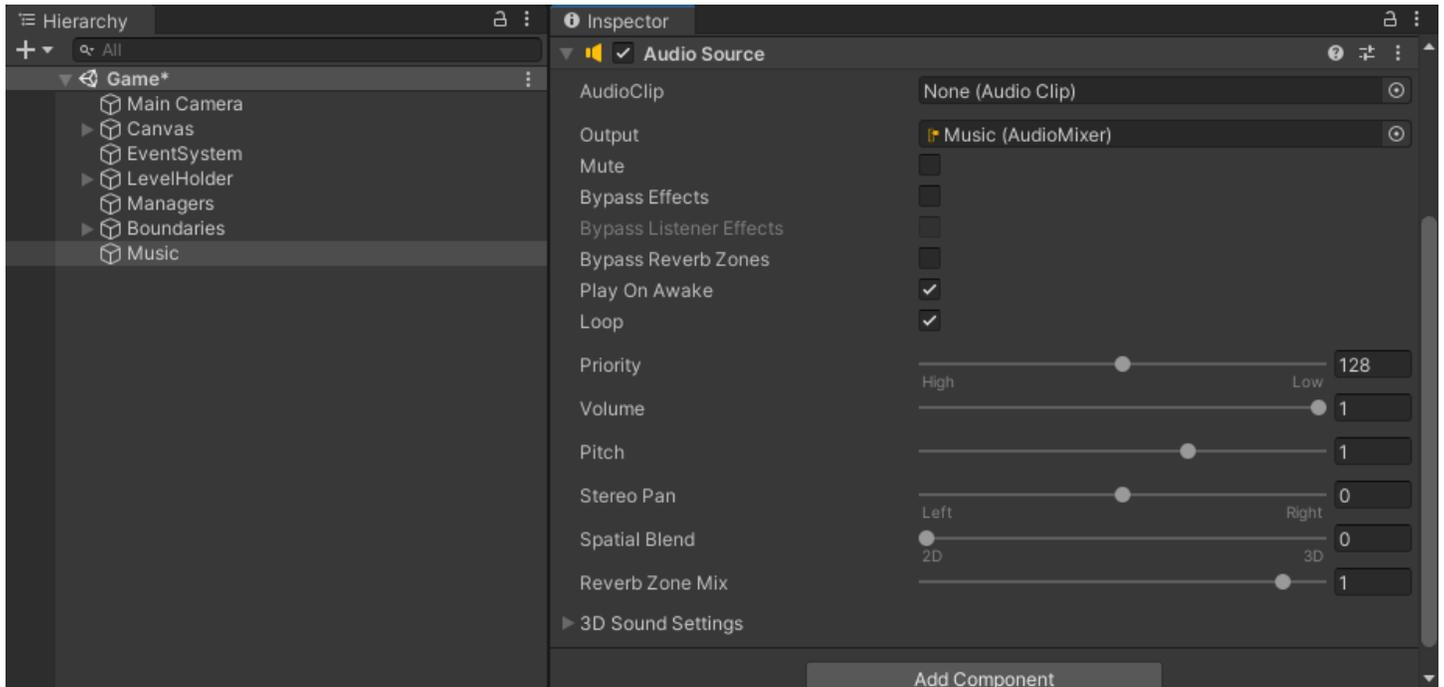 Hierarchy
All
Game*
Main Camera
Canvas
EventSystem
LevelHolder
Managers
Boundaries
Music
Inspector
Audio Source
AudioClip None (Audio Clip)
Output Music (AudioMixer)
Mute
Bypass Effects
Bypass Listener Effects
Bypass Reverb Zones
Play On Awake
Loop
Priority 128
High Low
Volume 1
Pitch 1
Stereo Pan 0
Left Right
Spatial Blend 0
2D 3D
Reverb Zone Mix 1
3D Sound Settings
Add Component